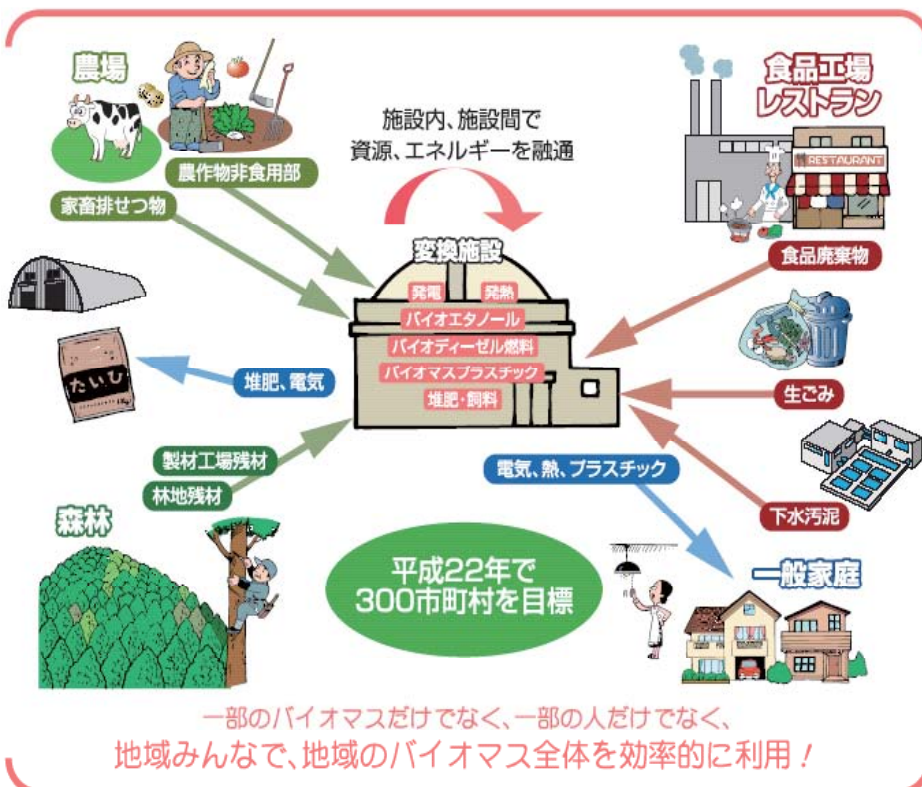 農場
食品工場
レストラン
施設内、施設間で
資源、エネルギーを融通
RESTAURANT
農作物非食用部
家畜排せつ物
変換施設
食品廃棄物
発電 発熱
バイオエタノール
バイオディーゼル燃料
バイオマスプラスチック
堆肥・飼料
たいひ
堆肥、電気
生ごみ
製材工場残材
林地残材
電気、熱、プラスチック
下水汚泥
森林
平成22年で
300市町村を目標
一般家庭
一部のバイオマスだけでなく、一部の人だけでなく、
地域みんなで、地域のバイオマス全体を効率的に利用！